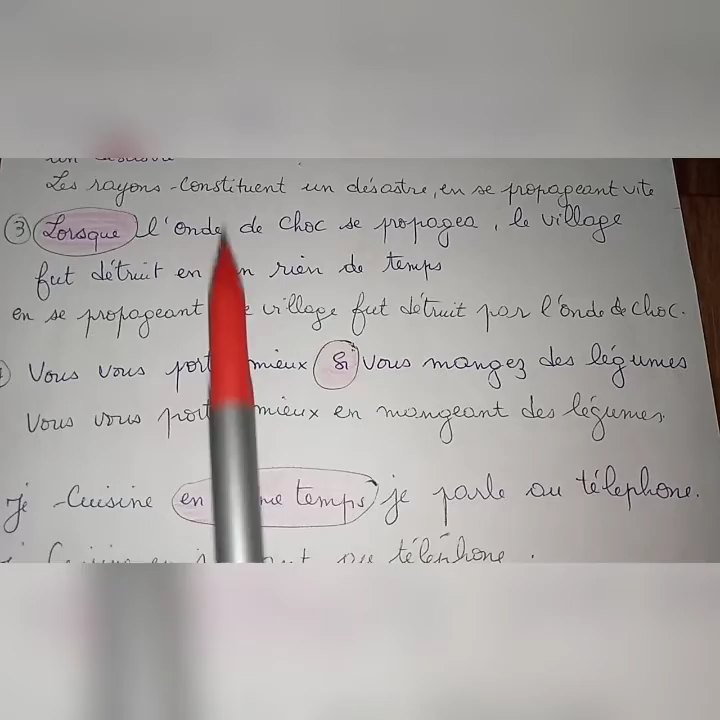 Les rayons constituent un désastre, en se propageant vite
③ Lorsque l'onde de choc se propagea, le village
fut détruit en rien de temps
en se propageant village fut détruit par l'onde de choc.
Vous vous mieux Si Vous mangez des légumes
Vous vous mieux en mangeant des légumes.
Je cuisine en temps je parle au téléphone.
au téléphone.